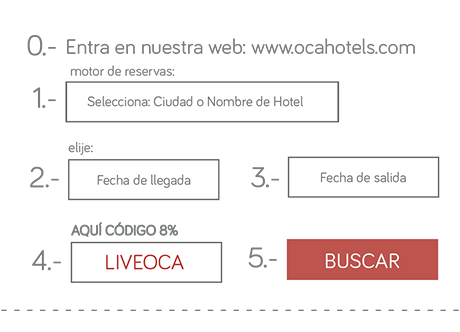 0.- Entra en nuestra web: www.ocahotels.com
motor de reservas:
1.- Selecciona: Ciudad o Nombre de Hotel
elije:
2.- Fecha de llegada 3.- Fecha de salida
AQUÍ CÓDIGO 8%
4.- LIVEOCA 5.- BUSCAR